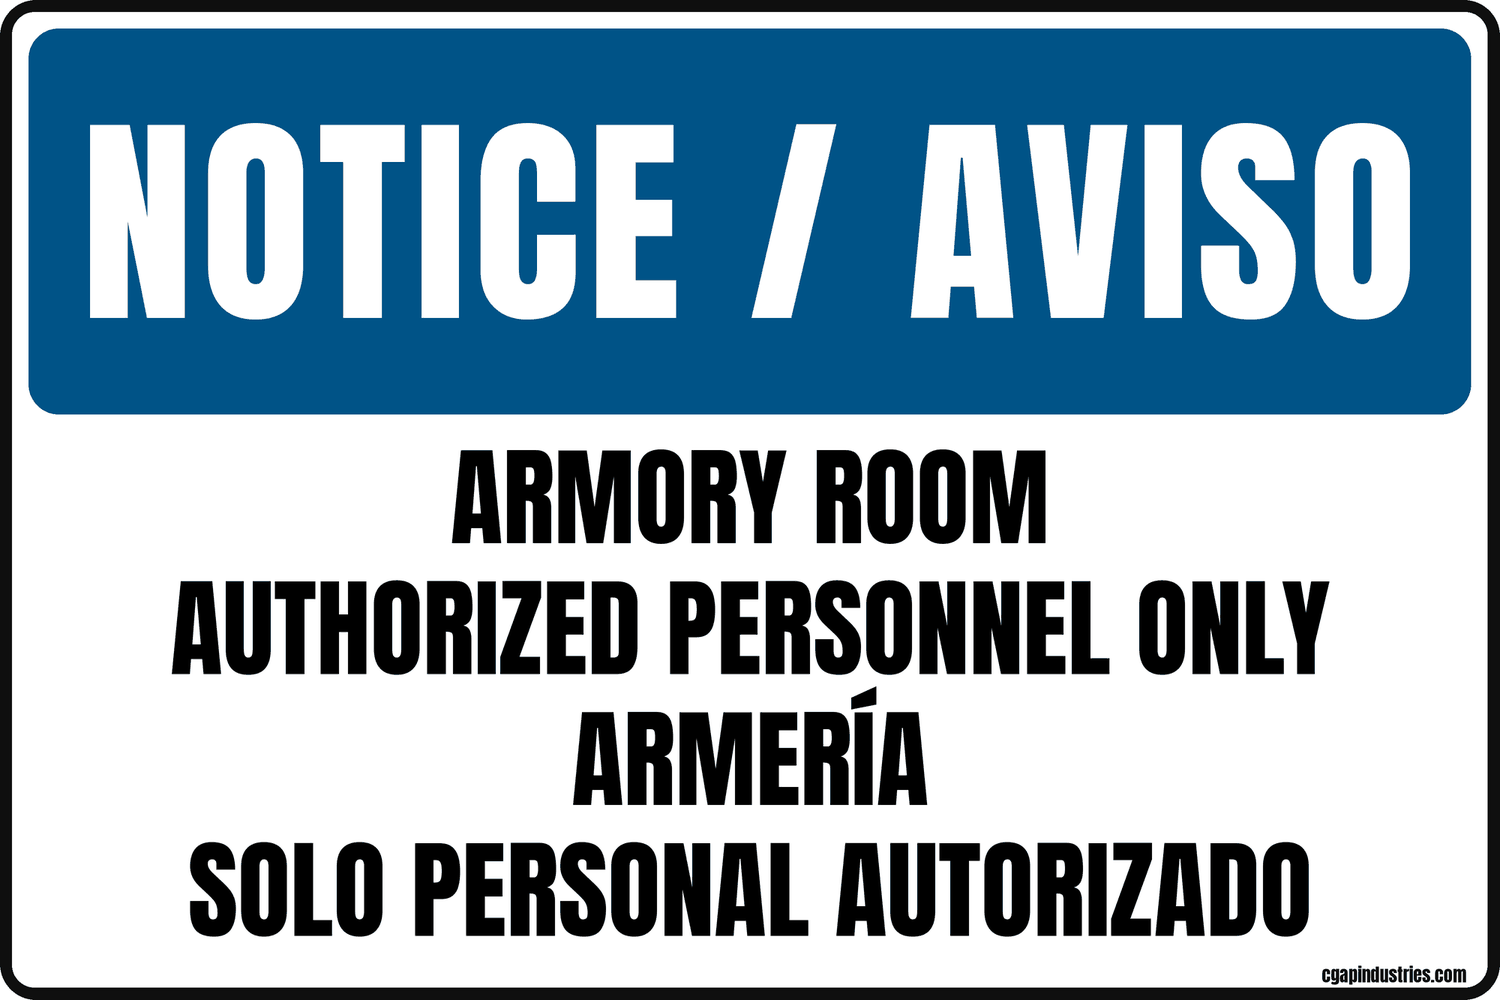 NOTICE / AVISO
ARMORY ROOM
AUTHORIZED PERSONNEL ONLY
ARMERÍA
SOLO PERSONAL AUTORIZADO
cgapindustries.com